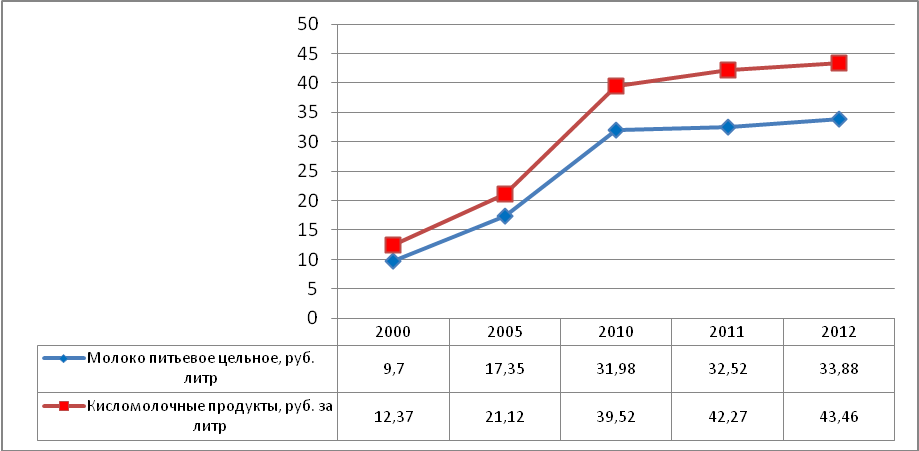 50
45
40
35
30
25
20
15
10
5
0
2000 2005 2010 2011 2012
Молоко питьевое цельное, руб.
литр
9,7 17,35 31,98 32,52 33,88
Кисломолочные продукты, руб. за
литр
12,37 21,12 39,52 42,27 43,46